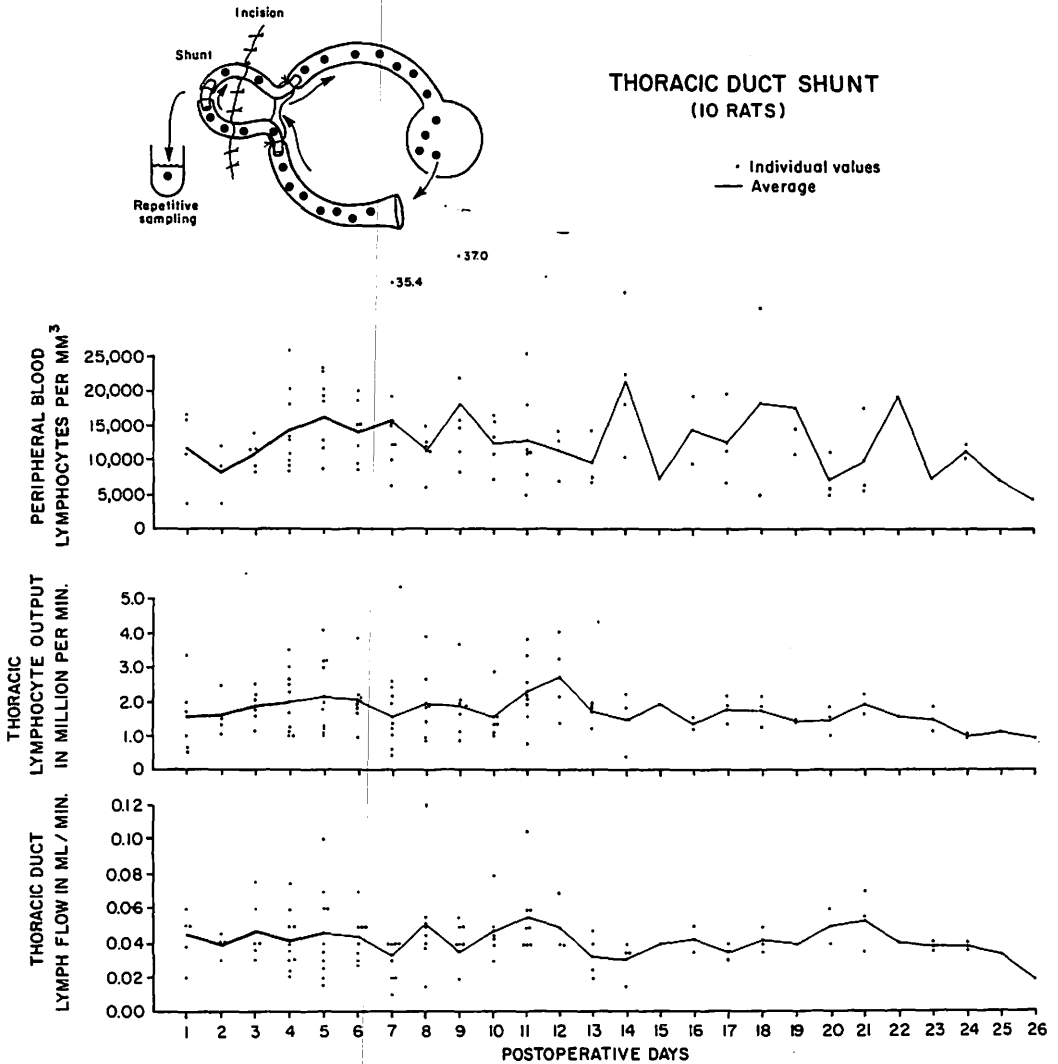 Incision
Shunt
Repetitive
sampling
THORACIC DUCT SHUNT
(10 RATS)
• Individual values
— Average
• 37.0
• 35.4
PERIPHERAL BLOOD
LYMPHOCYTES PER MM³
25,000
20,000
15,000
10,000
5,000
0
THORACIC
LYMPHOCYTE OUTPUT
IN MILLION PER MIN.
5.0
4.0
3.0
2.0
1.0
0
THORACIC DUCT
LYMPH FLOW IN ML / MIN.
0.12
0.10
0.08
0.06
0.04
0.02
0.00
1 2 3 4 5 6 7 8 9 10 11 12 13 14 15 16 17 18 19 20 21 22 23 24 25 26
POSTOPERATIVE DAYS